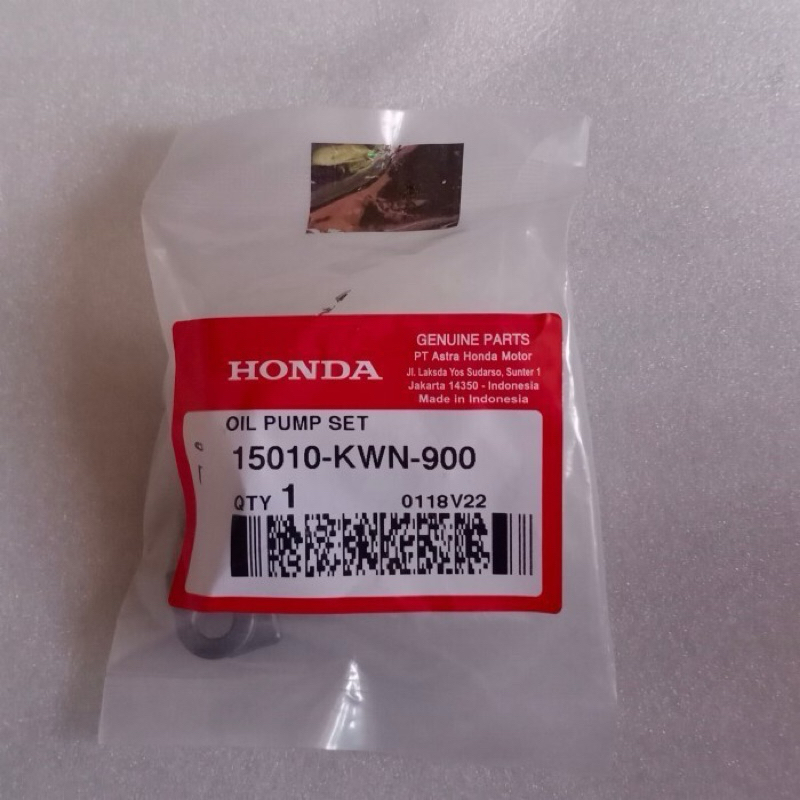 HONDA
GENUINE PARTS
PT Astra Honda Motor
Jl. Laksda Yos Sudarso, Sunter 1
Jakarta 14350 - Indonesia
Made in Indonesia
OIL PUMP SET
15010-KWN-900
QTY 1 0118V22